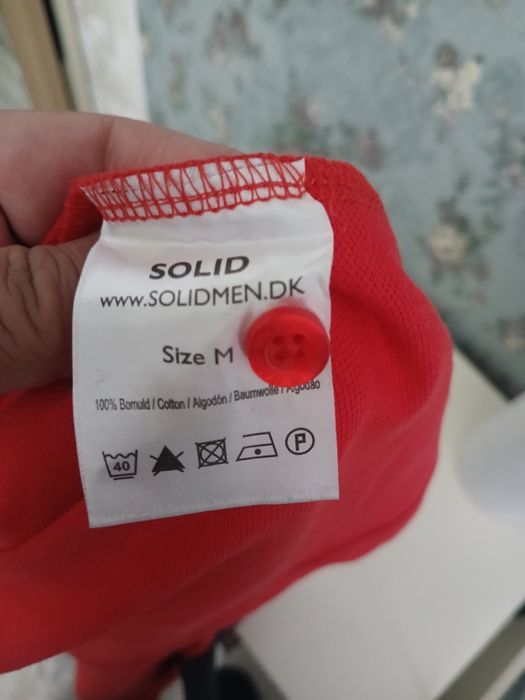 SOLID
WWW.SOLIDMEN.DK
Size M
100% Bomuld / Cotton / Algodón / Baumwolle / Algodão
40 P